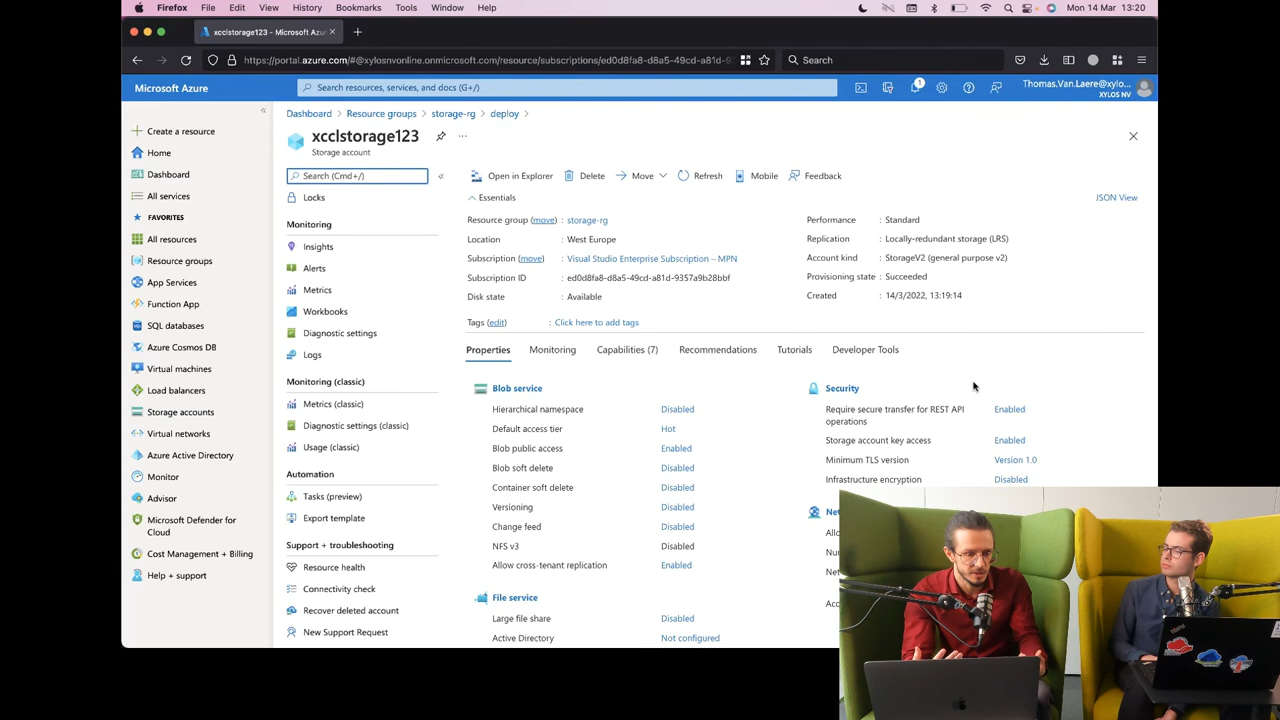 Firefox File Edit View History Bookmarks Tools Window Help Mon 14 Mar 13:20
xcclstorage123 - Microsoft Azu
https://portal.azure.com/#@xylosnvonline.onmicrosoft.com/resource/subscriptions/ed0d8fa8-d8a5-49cd-a81d-9 Search
Microsoft Azure
Search resources, services, and docs (G+/)
1
Thomas.Van.Laere@xylo...
XYLOS NV
Create a resource
Home
Dashboard
All services
FAVORITES
All resources
Resource groups
App Services
Function App
SQL databases
Azure Cosmos DB
Virtual machines
Load balancers
Storage accounts
Virtual networks
Azure Active Directory
Monitor
Advisor
Microsoft Defender for
Cloud
Cost Management + Billing
Help + support
Dashboard > Resource groups > storage-rg > deploy >
xcclstorage123
Storage account
Search (Cmd+/)
Locks
Monitoring
Insights
Alerts
Metrics
Workbooks
Diagnostic settings
Logs
Monitoring (classic)
Metrics (classic)
Diagnostic settings (classic)
Usage (classic)
Automation
Tasks (preview)
Export template
Support + troubleshooting
Resource health
Connectivity check
Recover deleted account
New Support Request
Open in Explorer Delete Move Refresh Mobile Feedback
Essentials JSON View
Resource group (move) : storage-rg
Location : West Europe
Subscription (move) : Visual Studio Enterprise Subscription – MPN
Subscription ID : ed0d8fa8-d8a5-49cd-a81d-9357a9b28bbf
Disk state : Available
Performance : Standard
Replication : Locally-redundant storage (LRS)
Account kind : StorageV2 (general purpose v2)
Provisioning state : Succeeded
Created : 14/3/2022, 13:19:14
Tags (edit) : Click here to add tags
Properties Monitoring Capabilities (7) Recommendations Tutorials Developer Tools
Blob service
Hierarchical namespace Disabled
Default access tier Hot
Blob public access Enabled
Blob soft delete Disabled
Container soft delete Disabled
Versioning Disabled
Change feed Disabled
NFS v3 Disabled
Allow cross-tenant replication Enabled
File service
Large file share Disabled
Active Directory Not configured
Security
Require secure transfer for REST API Enabled
operations
Storage account key access Enabled
Minimum TLS version Version 1.0
Infrastructure encryption Disabled
Net
Allo
Nu
Net
Acc